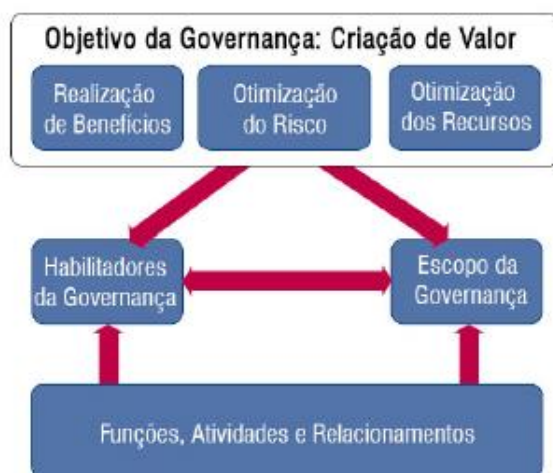 Objetivo da Governança: Criação de Valor
Realização
de Benefícios
Otimização
do Risco
Otimização
dos Recursos
Habilitadores
da Governança
Escopo da
Governança
Funções, Atividades e Relacionamentos